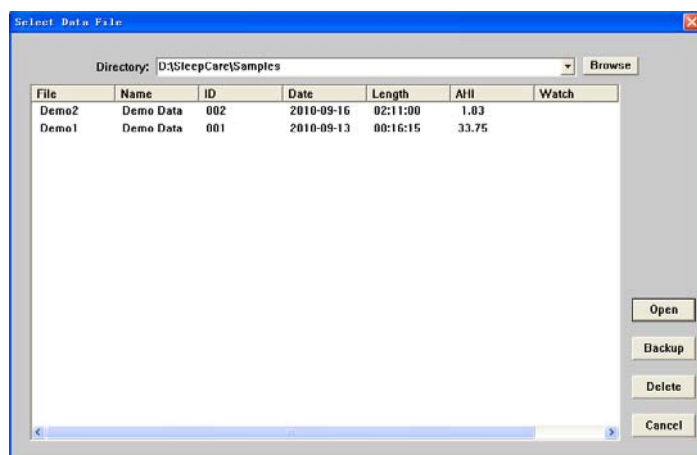 Select Data File
Directory: D:\SleepCare\Samples Browse
File Name ID Date Length AHI Watch
Demo2 Demo Data 002 2010-09-16 02:11:00 1.03
Demo1 Demo Data 001 2010-09-13 00:16:15 33.75
Open
Backup
Delete
Cancel